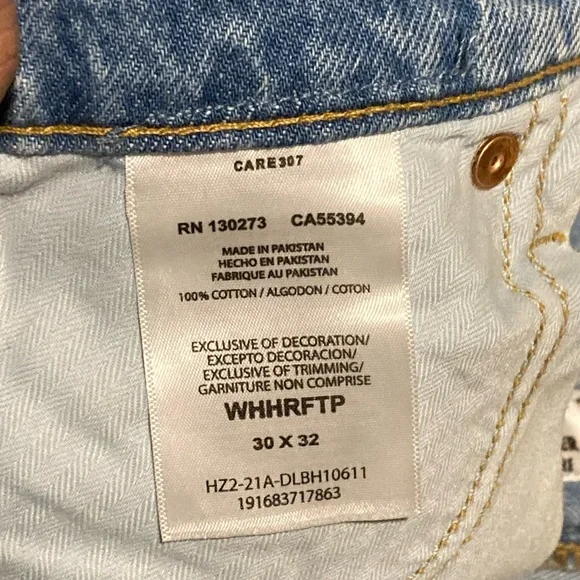 CARE307
RN 130273 CA55394
MADE IN PAKISTAN
HECHO EN PAKISTAN
FABRIQUE AU PAKISTAN
100% COTTON / ALGODON / COTON
EXCLUSIVE OF DECORATION/
EXCEPTO DECORACION/
EXCLUSIVE OF TRIMMING/
GARNITURE NON COMPRISE
WHHRFTP
30 X 32
HZ2-21A-DLBH10611
191683717863